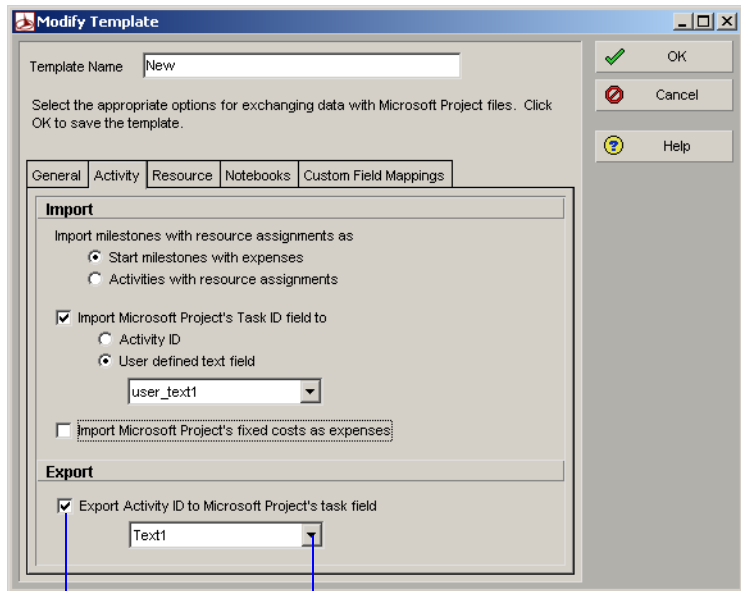 Modify Template
Template Name New
OK
Cancel
Help
Select the appropriate options for exchanging data with Microsoft Project files. Click
OK to save the template.
General Activity Resource Notebooks Custom Field Mappings
Import
Import milestones with resource assignments as
Start milestones with expenses
Activities with resource assignments
Import Microsoft Project's Task ID field to
Activity ID
User defined text field
user_text1
Import Microsoft Project's fixed costs as expenses
Export
Export Activity ID to Microsoft Project's task field
Text1